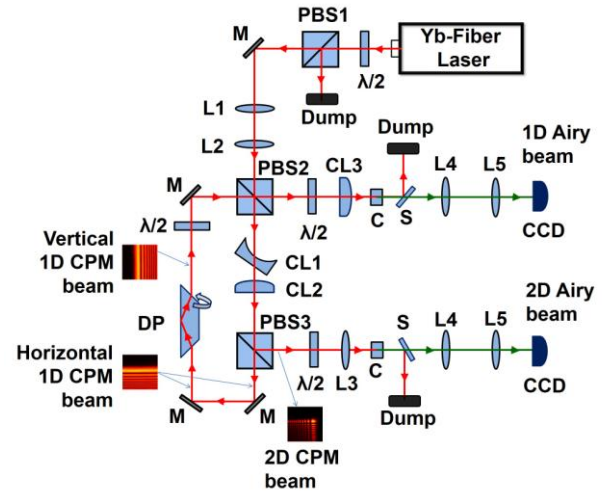 PBS1
M
Yb-Fiber
Laser
λ/2
L1
Dump
Dump
1D Airy
beam
L2
PBS2
CL3
L4
L5
M
λ/2
λ/2
C
S
CCD
Vertical
1D CPM
beam
CL1
CL2
2D Airy
beam
DP
PBS3
S
L4
L5
Horizontal
1D CPM
beam
λ/2
L3
C
CCD
M
M
Dump
2D CPM
beam